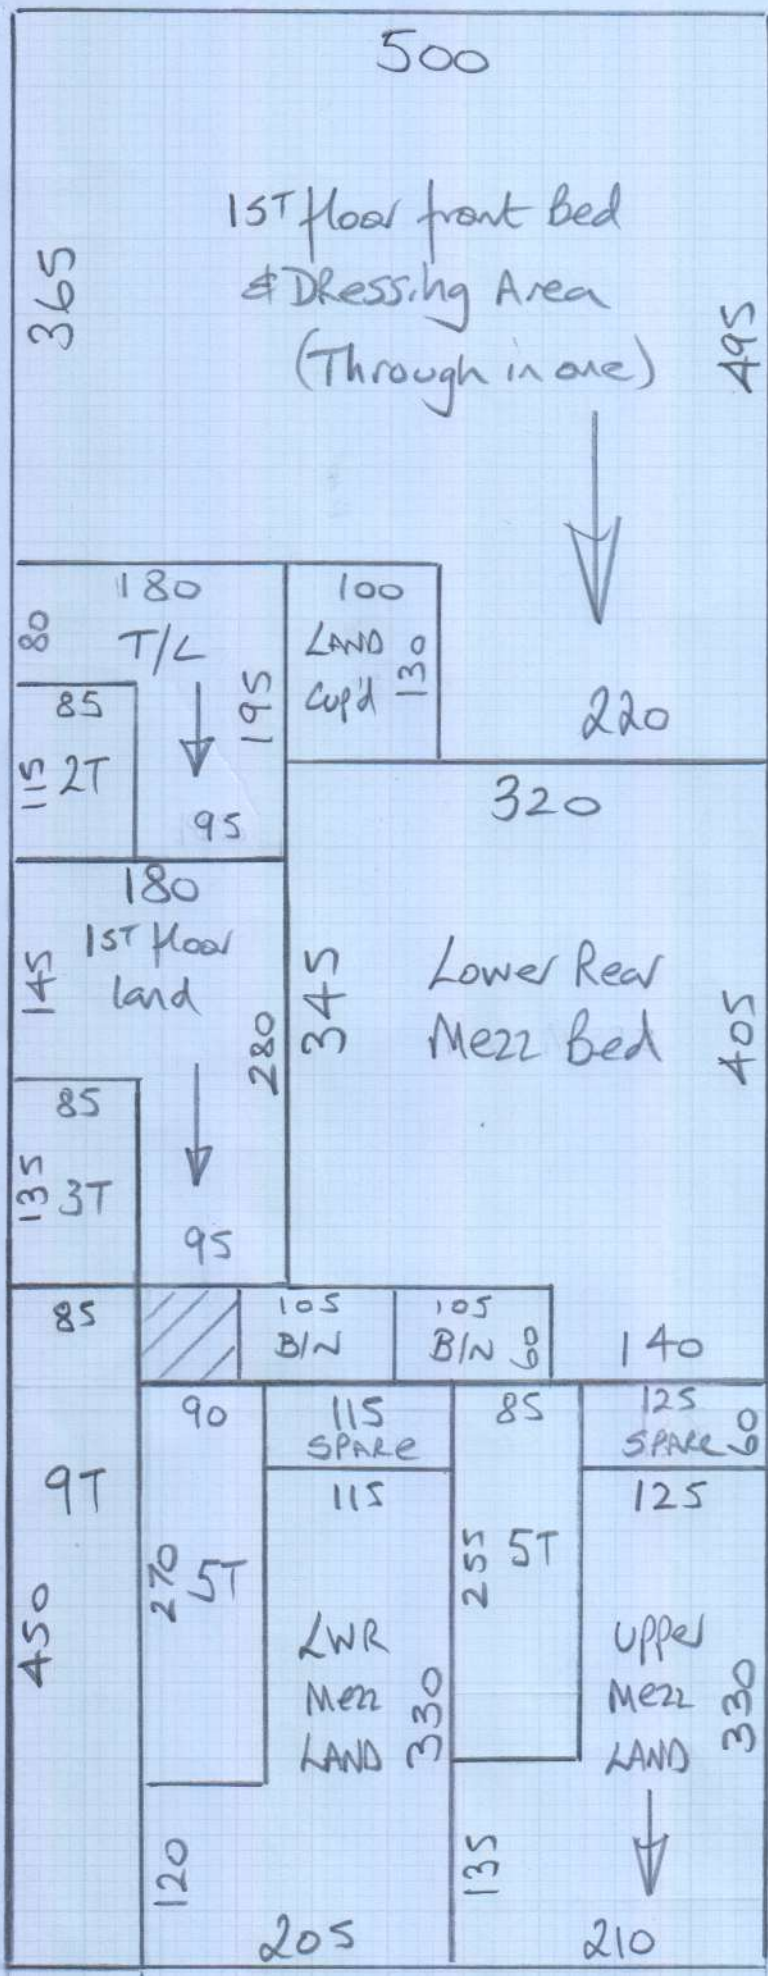 500
1ST floor front Bed
& Dressing Area
(Through in one)
365
495
180
T/L
80
195
100
LAND
Cup'd
130
220
85
2T
115
95
320
180
1ST floor
land
145
280
345
Lower Rear
Mezz Bed
405
85
3T
135
95
85
9T
450
105
B/N
105
B/N
60
140
90
5T
270
115
SPARE
115
LWR
Mezz
LAND
330
120
205
85
5T
255
125
SPARE
60
125
Upper
Mezz
LAND
330
135
210